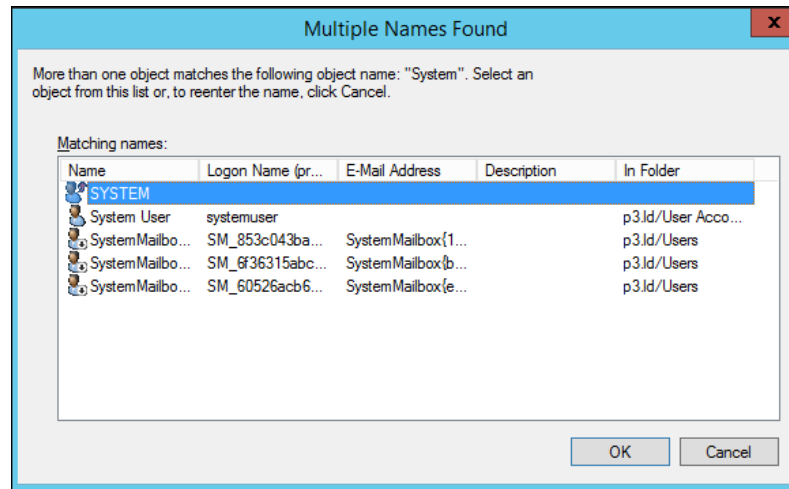 Multiple Names Found
x
More than one object matches the following object name: "System". Select an
object from this list or, to reenter the name, click Cancel.
Matching names:
Name Logon Name (pr... E-Mail Address Description In Folder
SYSTEM
System User systemuser p3.ld/User Acco...
SystemMailbo... SM_853c043ba... SystemMailbox{1... p3.ld/Users
SystemMailbo... SM_6f36315abc... SystemMailbox{b... p3.ld/Users
SystemMailbo... SM_60526acb6... SystemMailbox{e... p3.ld/Users
OK Cancel